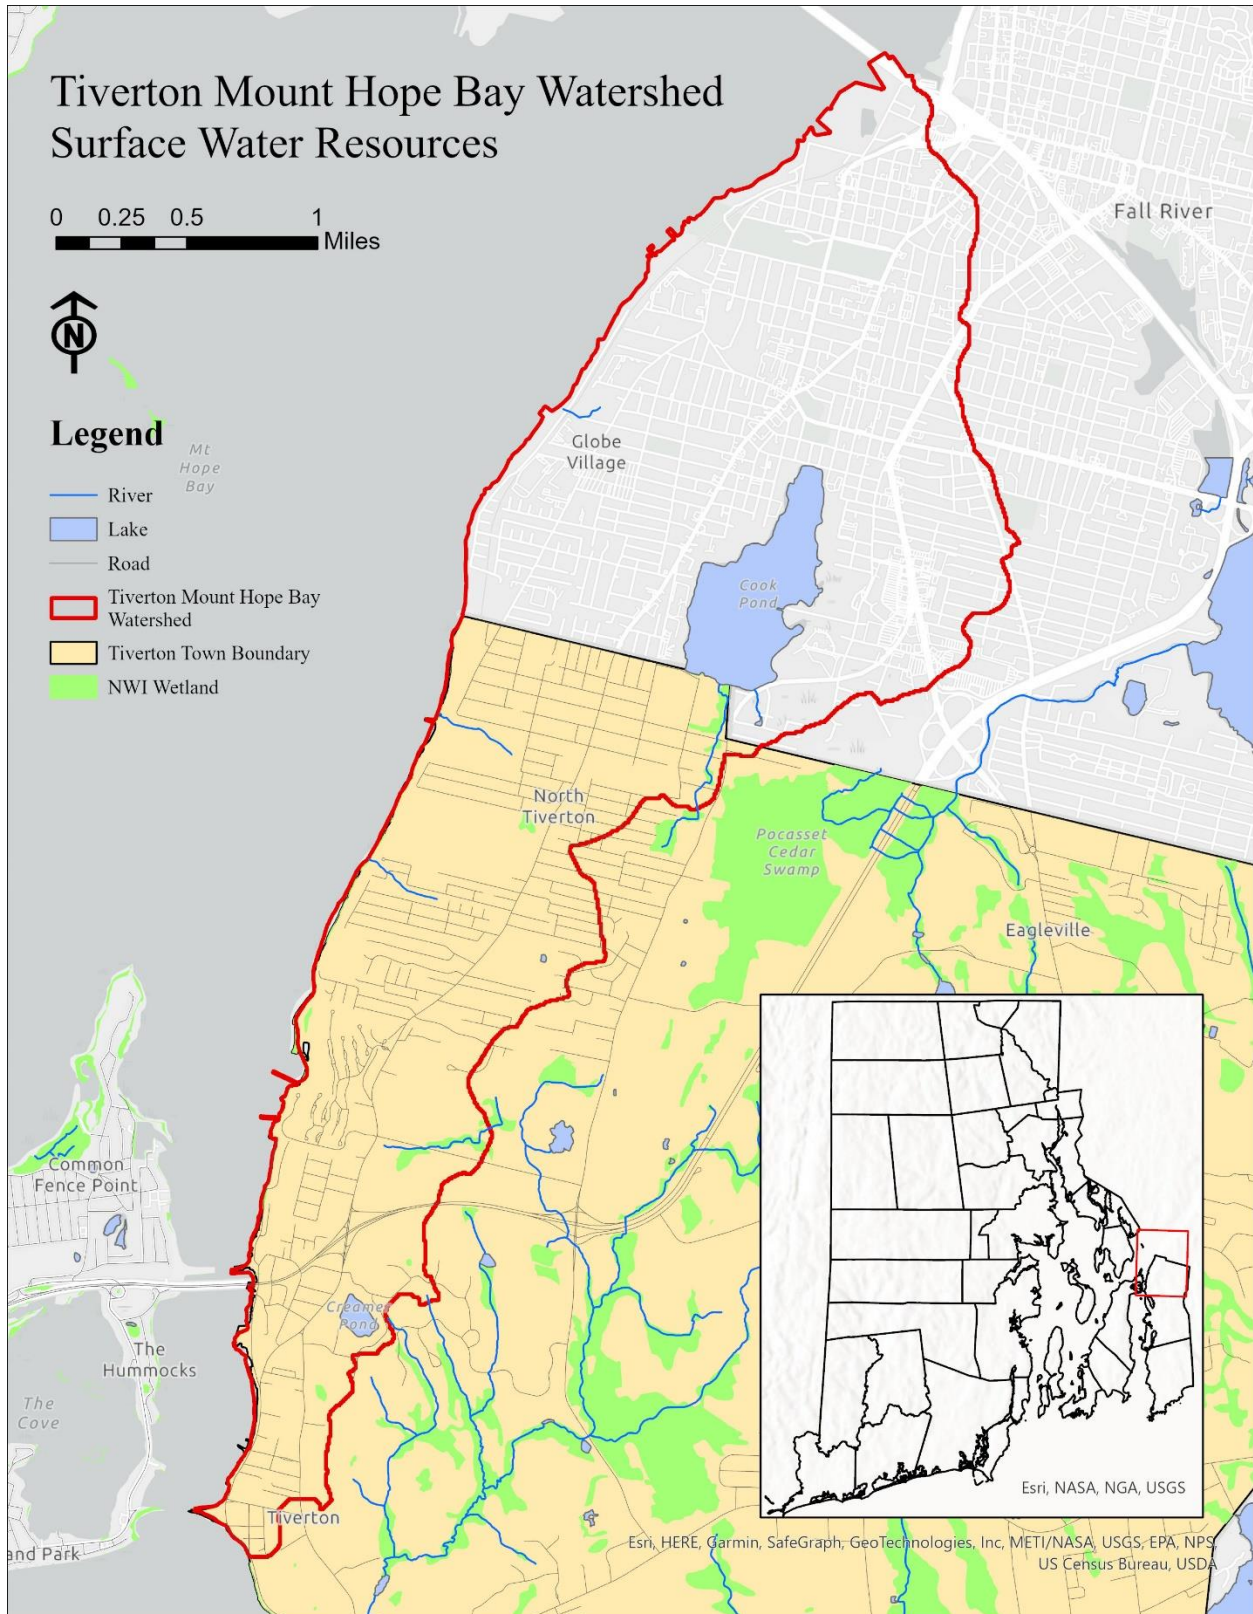 Tiverton Mount Hope Bay Watershed
Surface Water Resources
0 0.25 0.5 1
Miles
N
Legend
River
Lake
Road
Tiverton Mount Hope Bay
Watershed
Tiverton Town Boundary
NWI Wetland
Mt
Hope
Bay
Fall River
Globe
Village
Cook
Pond
North
Tiverton
Pocasset
Cedar
Swamp
Eagleville
Common
Fence Point
The
Hummocks
The
Cove
Creamer
Pond
Tiverton
and Park
Esri, NASA, NGA, USGS
Esri, HERE, Garmin, SafeGraph, GeoTechnologies, Inc, METI/NASA, USGS, EPA, NPS,
US Census Bureau, USDA